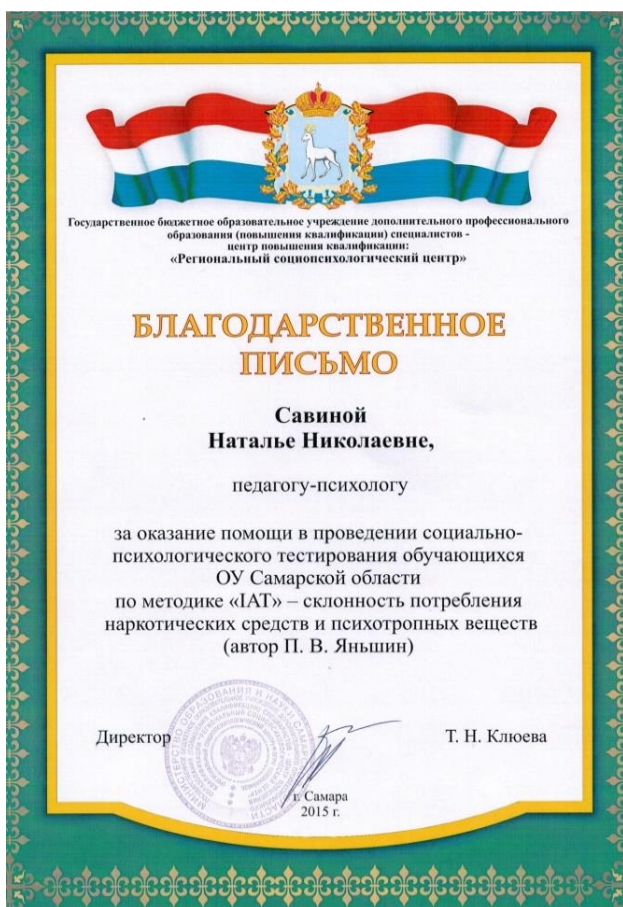 Государственное бюджетное образовательное учреждение дополнительного профессионального
образования (повышения квалификации) специалистов -
центр повышения квалификации:
«Региональный социопсихологический центр»
БЛАГОДАРСТВЕННОЕ
ПИСЬМО
Савиной
Наталье Николаевне,
педагогу-психологу
за оказание помощи в проведении социально-
психологического тестирования обучающихся
ОУ Самарской области
по методике «IAT» – склонность потребления
наркотических средств и психотропных веществ
(автор П. В. Яньшин)
Директор
Т. Н. Клюева
г. Самара
2015 г.